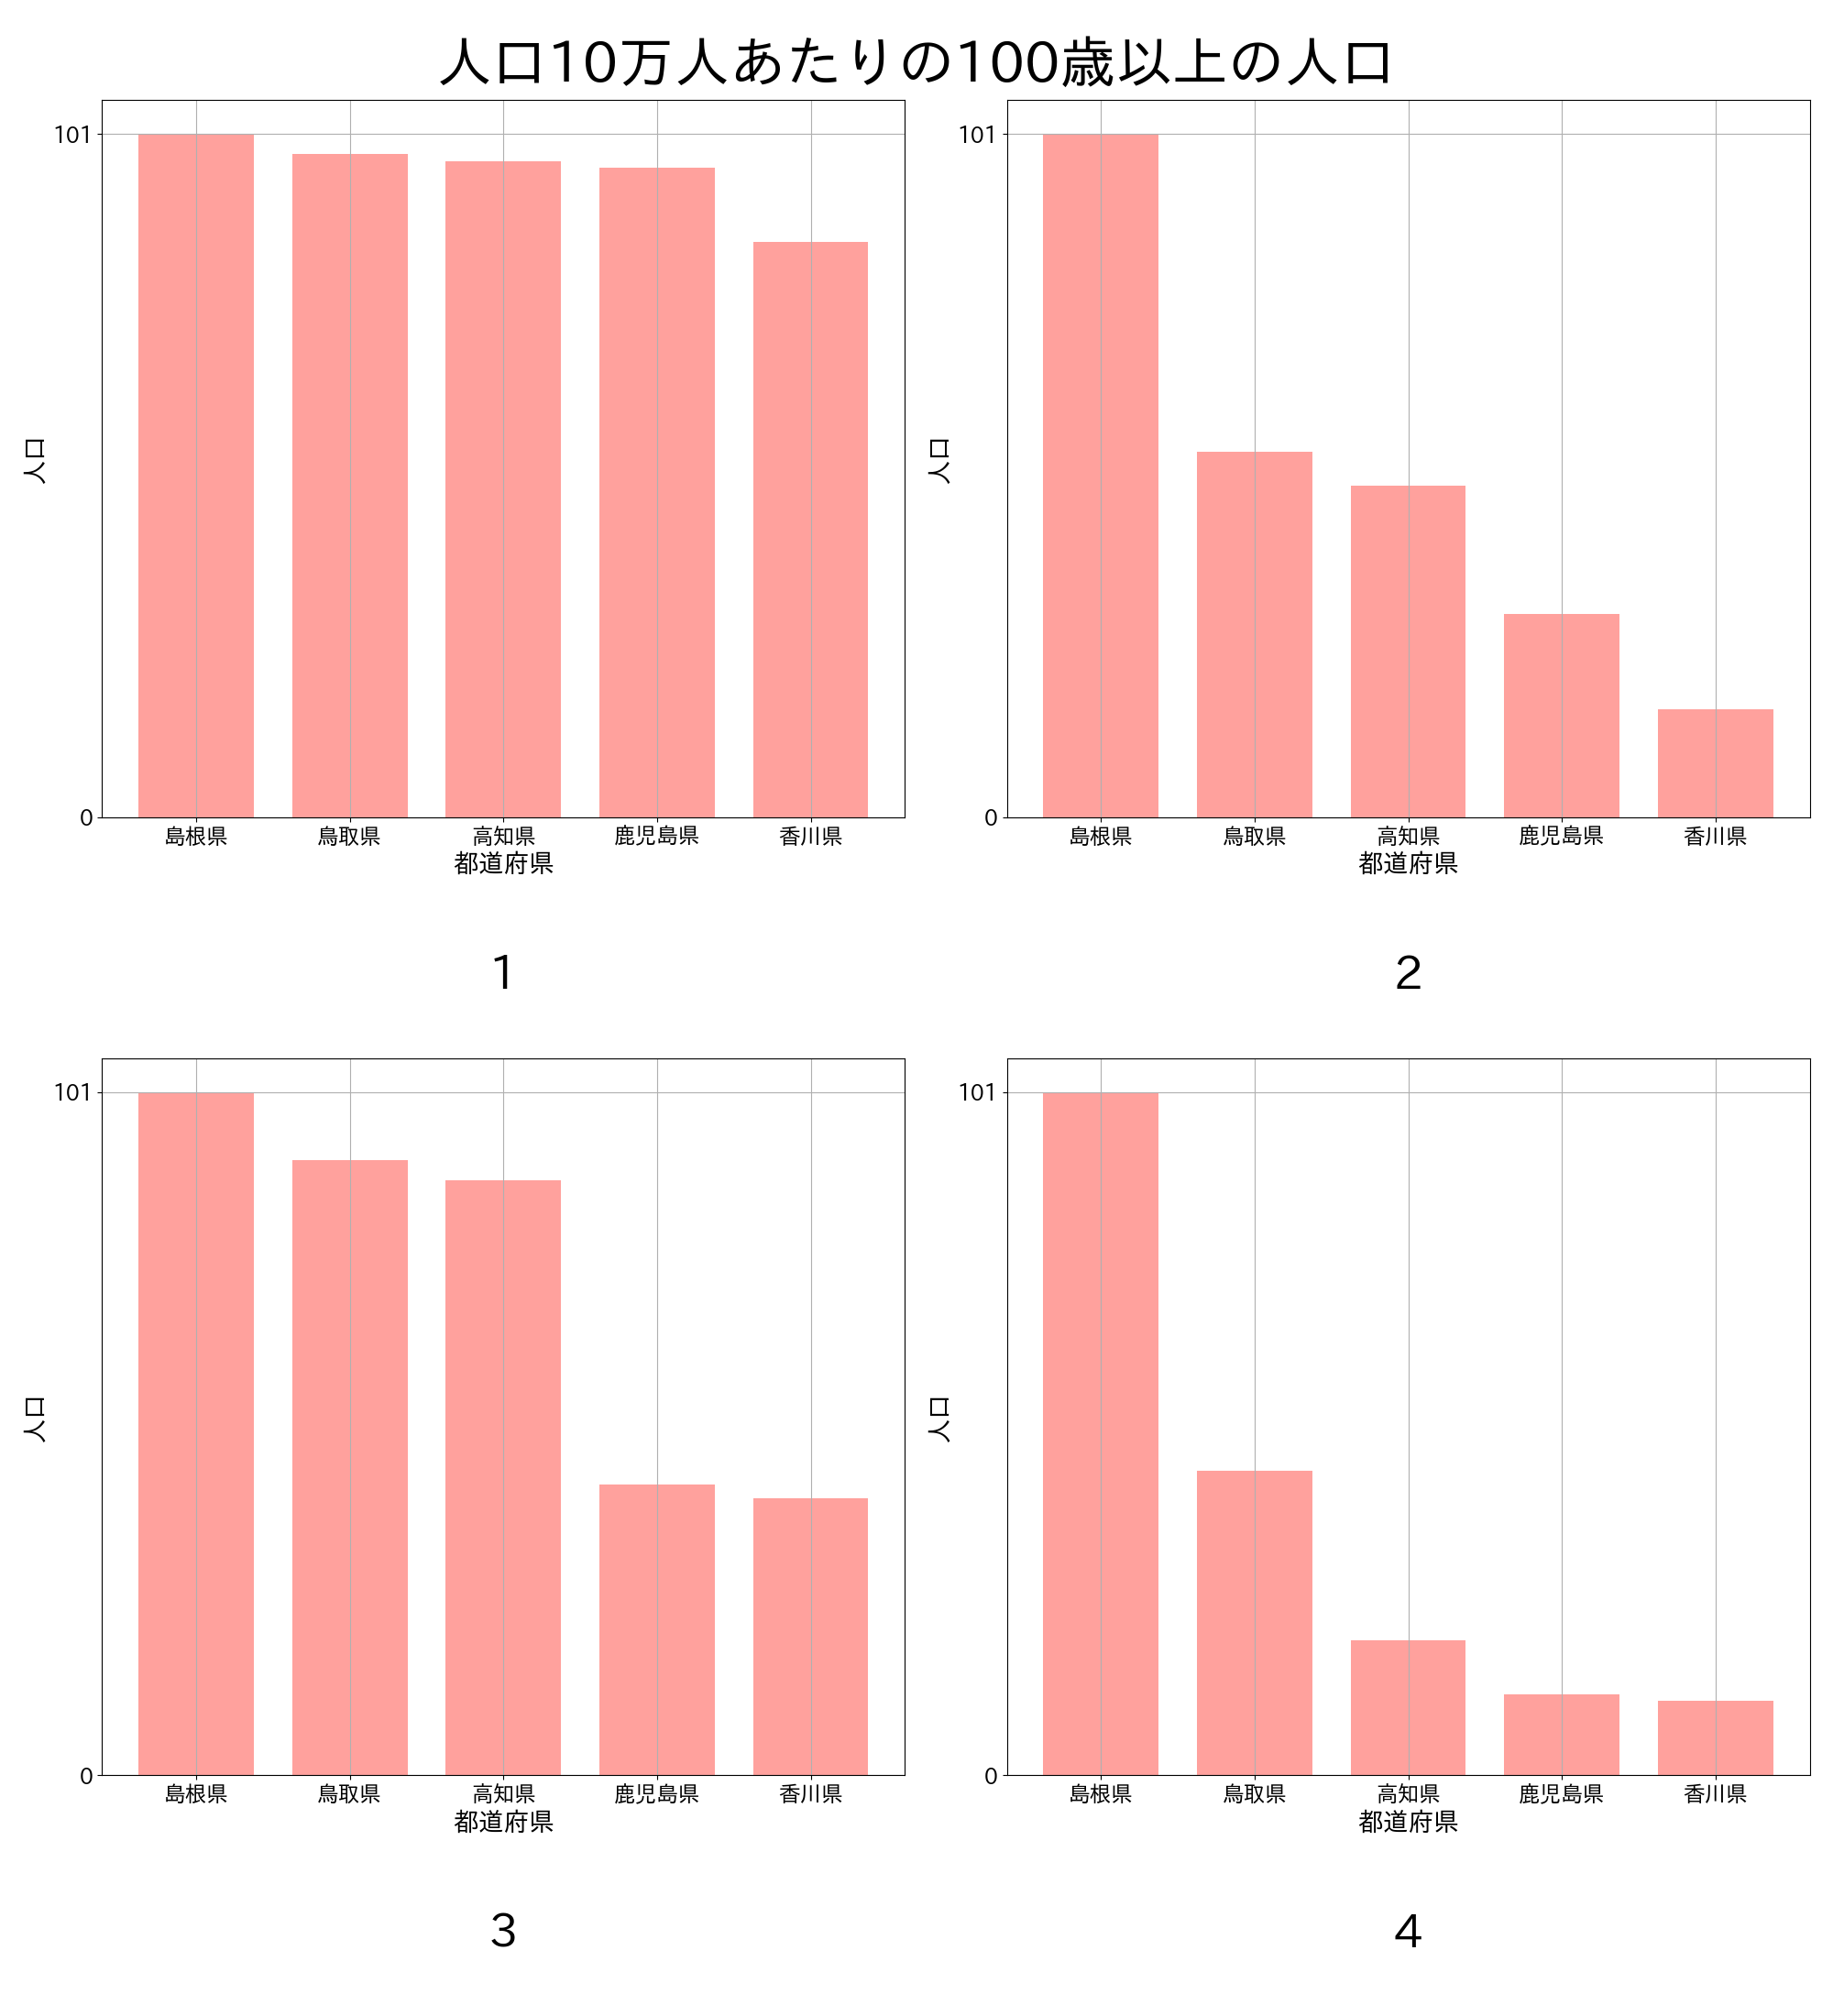 人口10万人あたりの100歳以上の人口
101
0
人口
島根県 鳥取県 高知県 鹿児島県 香川県
都道府県
1
101
0
人口
島根県 鳥取県 高知県 鹿児島県 香川県
都道府県
2
101
0
人口
島根県 鳥取県 高知県 鹿児島県 香川県
都道府県
3
101
0
人口
島根県 鳥取県 高知県 鹿児島県 香川県
都道府県
4